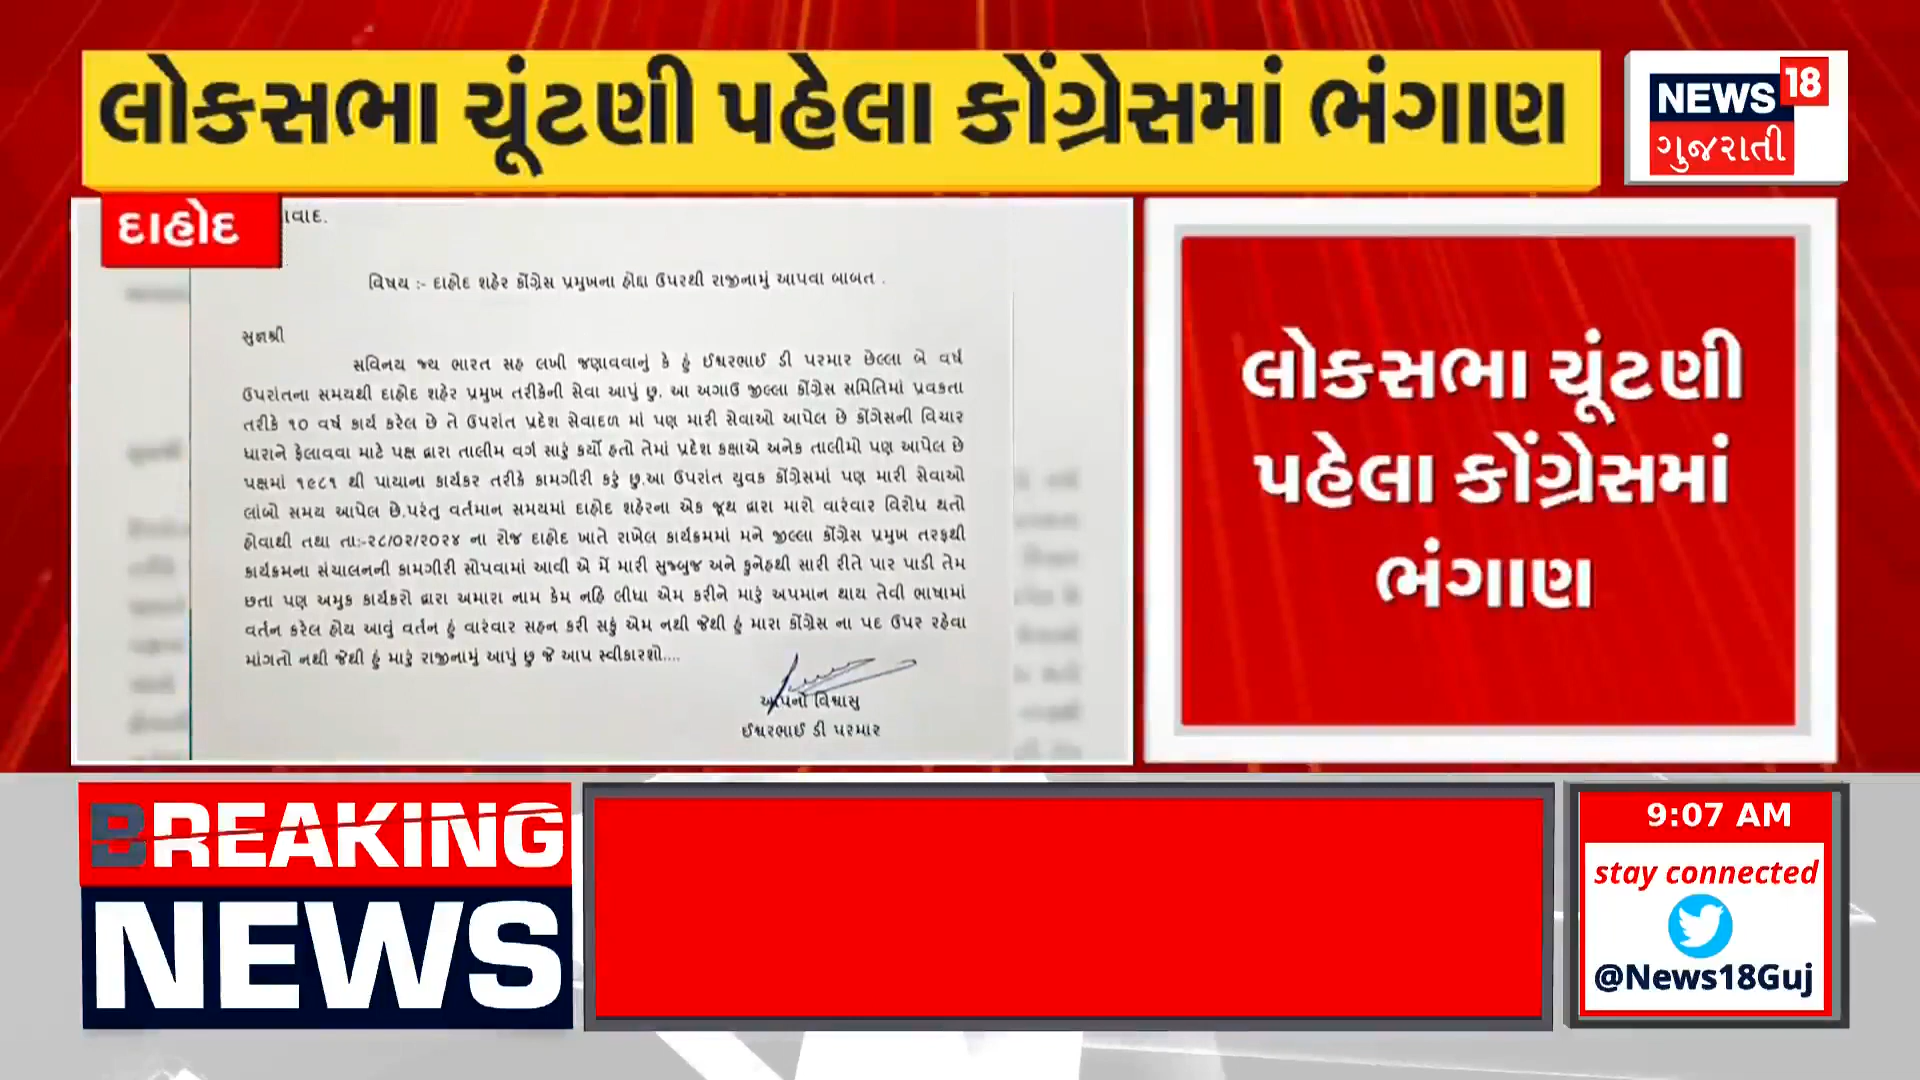 લોકસભા ચૂંટણી પહેલા કોંગ્રેસમાં ભંગાણ
NEWS 18
ગુજરાતી
દાહોદ
વિષય :- દાહોદ શહેર કોંગ્રેસ પ્રમુખના હોદ્દા ઉપરથી રાજીનામું આપવા બાબત .
સુજ્ઞશ્રી
સવિનય જ્ય ભારત સહ લખી જણાવવાનું કે હું ઈશ્વરભાઈ ડી પરમાર છેલ્લા બે વર્ષ
ઉપરાંતના સમયથી દાહોદ શહેર પ્રમુખ તરીકેની સેવા આપું છુ. આ અગાઉ જીલ્લા કોંગ્રેસ સમિતિમાં પ્રવકતા
તરીકે ૧૦ વર્ષ કાર્ય કરેલ છે તે ઉપરાંત પ્રદેશ સેવાદળ માં પણ મારી સેવાઓ આપેલ છે કોંગેસની વિચાર
ધારાને ફેલાવવા માટે પક્ષ દ્વારા તાલીમ વર્ગ સારૂં કર્યો હતો તેમાં પ્રદેશ કક્ષાએ અનેક તાલીમો પણ આપેલ છે
પક્ષમાં ૧૯૮૧ થી પાયાના કાર્યકર તરીકે કામગીરી કરૂં છુ.આ ઉપરાંત યુવક કોંગ્રેસમાં પણ મારી સેવાઓ
લાંબો સમય આપેલ છે.પરંતુ વર્તમાન સમયમાં દાહોદ શહેરના એક જૂથ દ્વારા મારો વારંવાર વિરોધ થતો
હોવાથી તથા તા:-૨૮/૦૨/૨૦૨૪ ના રોજ દાહોદ ખાતે રાખેલ કાર્યક્રમમાં મને જીલ્લા કોંગ્રેસ પ્રમુખ તરફથી
કાર્યક્રમના સંચાલનની કામગીરી સોપવામાં આવી એ મેં મારી સુજબુજ અને કુનેહથી સારી રીતે પાર પાડી તેમ
છતા પણ અમુક કાર્યકરો દ્વારા અમારા નામ કેમ નહિ લીધા એમ કરીને મારૂં અપમાન થાય તેવી ભાષામાં
વર્તન કરેલ હોય આવું વર્તન હું વારંવાર સહન કરી સકું એમ નથી જેથી હું મારા કોંગ્રેસ ના પદ ઉપર રહેવા
માંગતો નથી જેથી હું મારૂં રાજીનામું આપું છુ જે આપ સ્વીકારશો....
આપનો વિશ્વાસુ
ઈશ્વરભાઈ ડી પરમાર
લોકસભા ચૂંટણી
પહેલા કોંગ્રેસમાં
ભંગાણ
BREAKING
NEWS
9:07 AM
stay connected
@News18Guj